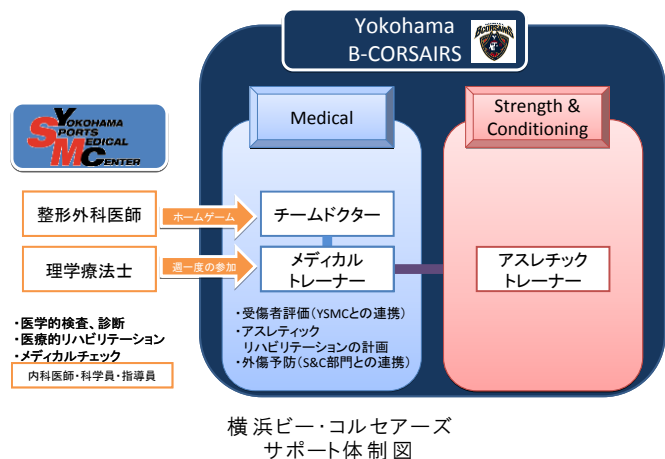 Yokohama
B-CORSAIRS
BCORSAIRS
YOKOHAMA
SPORTS
MEDICAL
CENTER
Medical
Strength &
Conditioning
整形外科医師
ホームゲーム
チームドクター
理学療法士
週一度の参加
メディカル
トレーナー
アスレチック
トレーナー
・医学的検査、診断
・医療的リハビリテーション
・メディカルチェック
内科医師・科学員・指導員
・受傷者評価(YSMCとの連携)
・アスレティック
リハビリテーションの計画
・外傷予防(S&C部門との連携)
横浜ビー・コルセアーズ
サポート体制図